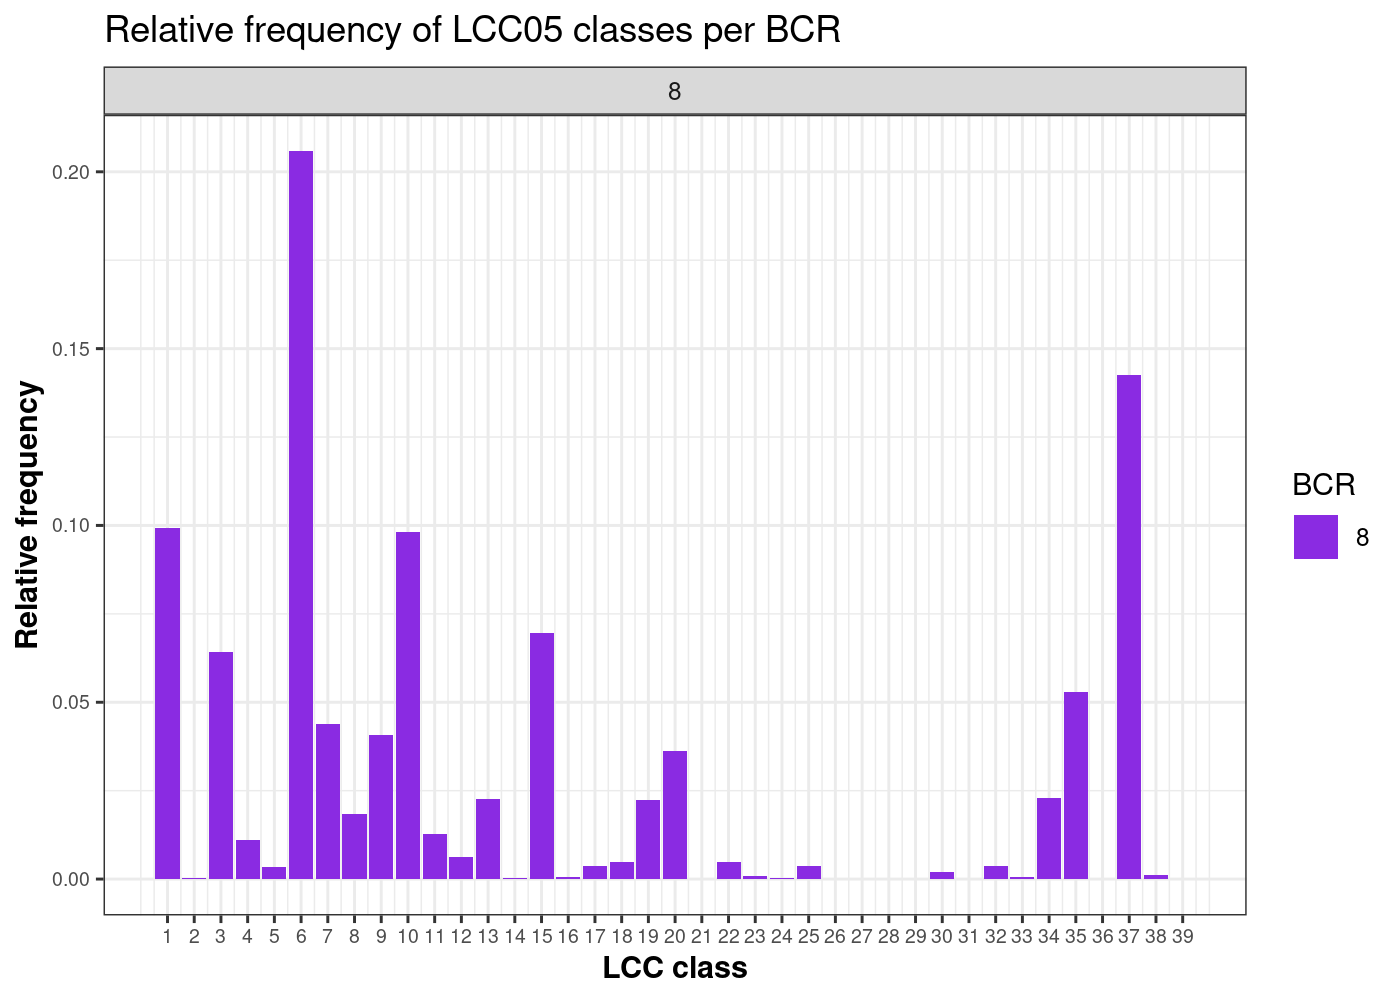 Relative frequency of LCC05 classes per BCR
8
0.20
0.15
0.10
0.05
0.00
Relative frequency
1 2 3 4 5 6 7 8 9 10 11 12 13 14 15 16 17 18 19 20 21 22 23 24 25 26 27 28 29 30 31 32 33 34 35 36 37 38 39
LCC class
BCR
8